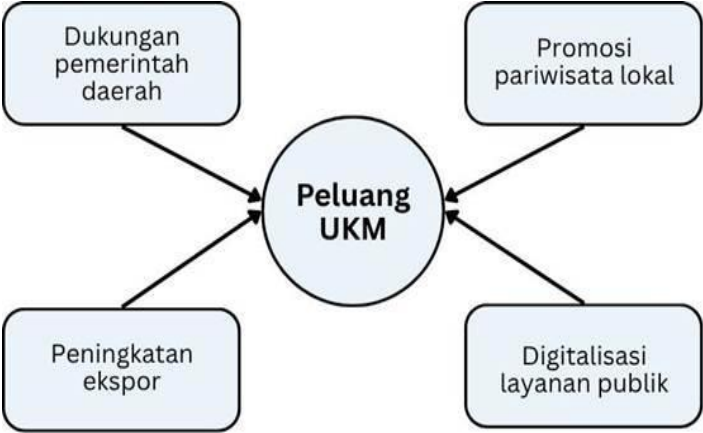 Dukungan
pemerintah
daerah
Promosi
pariwisata lokal
Peluang
UKM
Peningkatan
ekspor
Digitalisasi
layanan publik